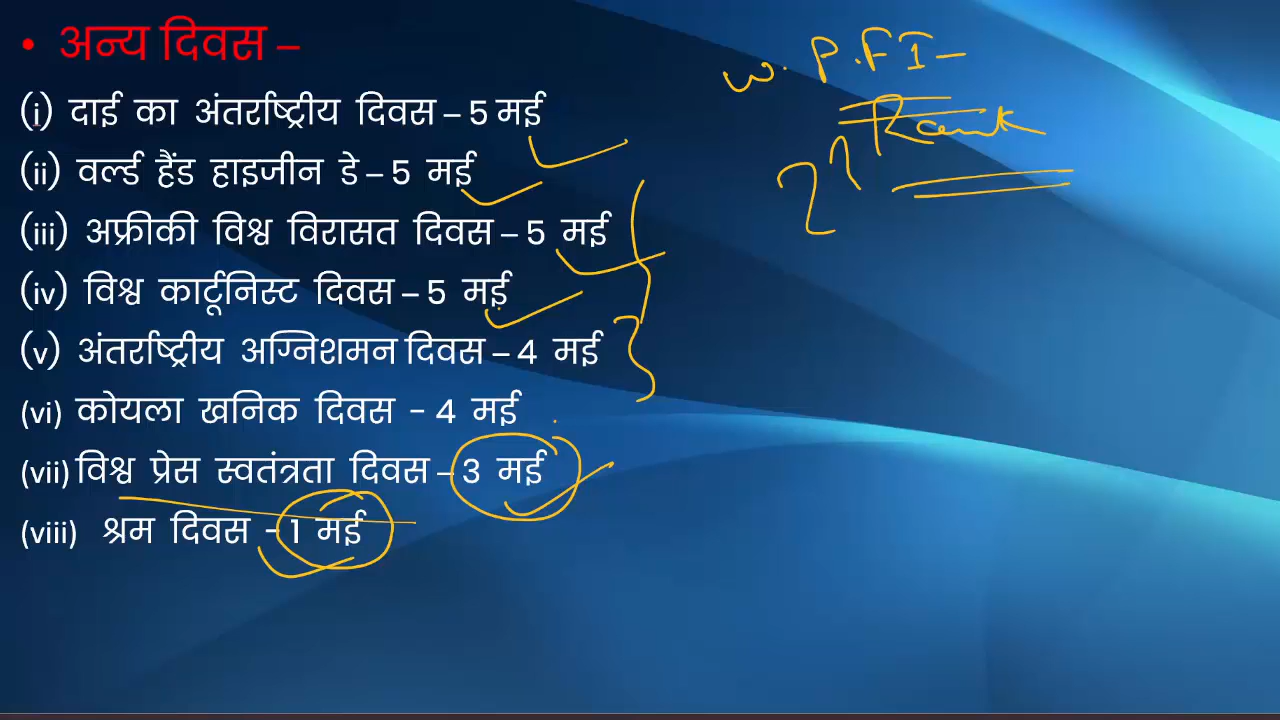 • अन्य दिवस –
(i) दाई का अंतर्राष्ट्रीय दिवस – 5 मई
(ii) वर्ल्ड हैंड हाइजीन डे – 5 मई
(iii) अफ्रीकी विश्व विरासत दिवस – 5 मई
(iv) विश्व कार्टूनिस्ट दिवस – 5 मई
(v) अंतर्राष्ट्रीय अग्निशमन दिवस – 4 मई
(vi) कोयला खनिक दिवस - 4 मई
(vii) विश्व प्रेस स्वतंत्रता दिवस – 3 मई
(viii) श्रम दिवस - 1 मई
W.P.F I –
Rank